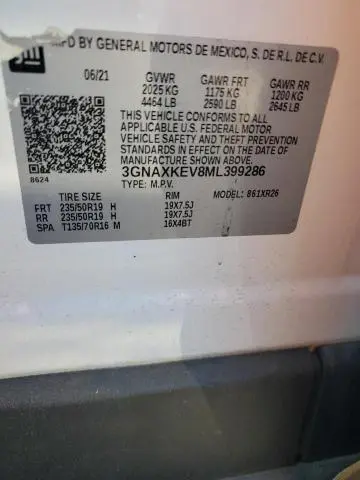 GM
MFD BY GENERAL MOTORS DE MEXICO, S. DE R.L. DE C.V.
06/21 GVWR GAWR FRT GAWR RR
2025 KG 1175 KG 1200 KG
4464 LB 2590 LB 2645 LB
THIS VEHICLE CONFORMS TO ALL
APPLICABLE U.S. FEDERAL MOTOR
VEHICLE SAFETY AND THEFT PREVENTION
STANDARDS IN EFFECT ON THE DATE OF
MANUFACTURE SHOWN ABOVE.
3GNAXKEV8ML399286
8624 TYPE: M.P.V. MODEL: 861XR26
TIRE SIZE RIM
FRT 235/50R19 H 19X7.5J
RR 235/50R19 H 19X7.5J
SPA T135/70R16 M 16X4BT